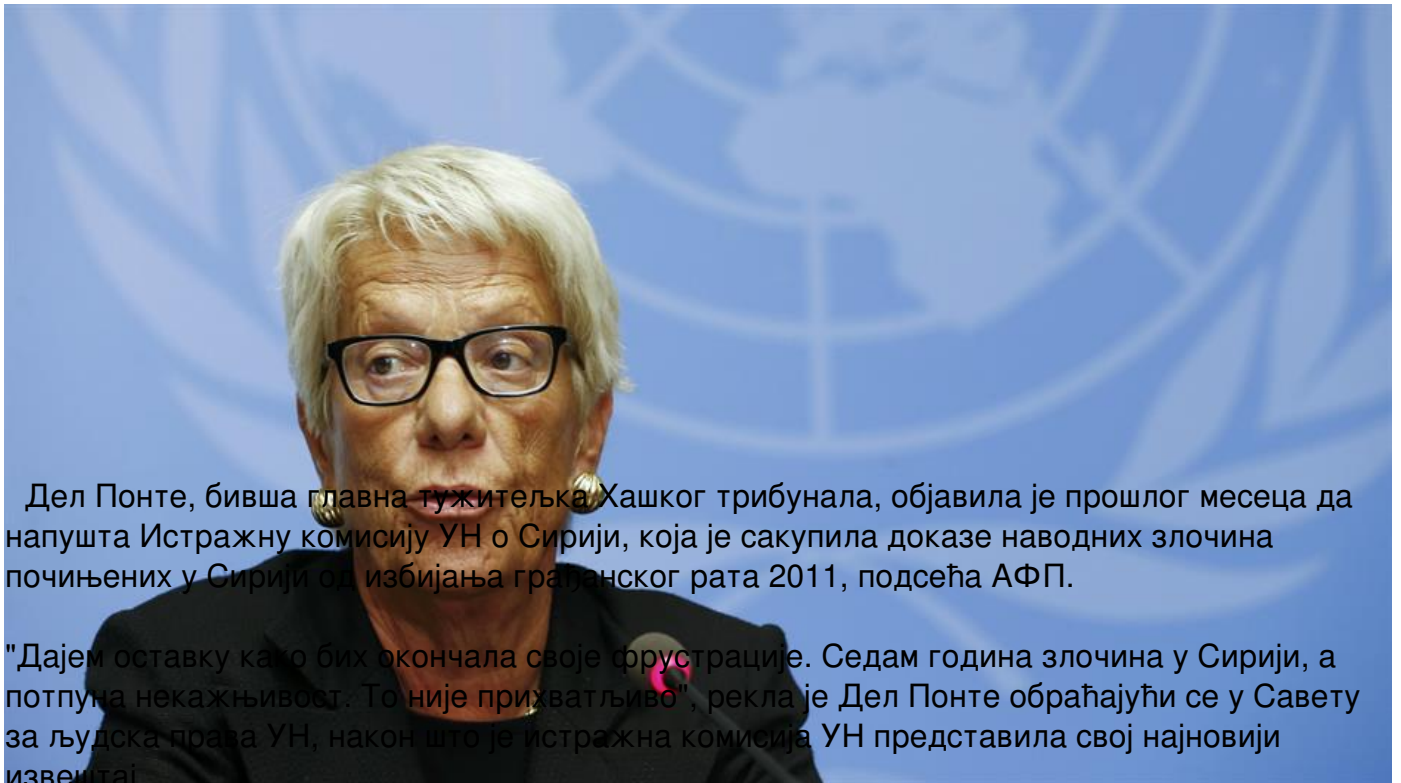 Дел Понте, бивша главна тужитељка Хашког трибунала, објавила је прошлог месеца да
напушта Истражну комисију УН о Сирији, која је сакупила доказе наводних злочина
почињених у Сирији од избијања грађанског рата 2011, подсећа АФП.
"Дајем оставку како бих окончала своје фрустрације. Седам година злочина у Сирији, а
потпуна некажњивост. То није прихватљиво", рекла је Дел Понте обраћајући се у Савету
за људска права УН, након што је истражна комисија УН представила свој најновији
извештај